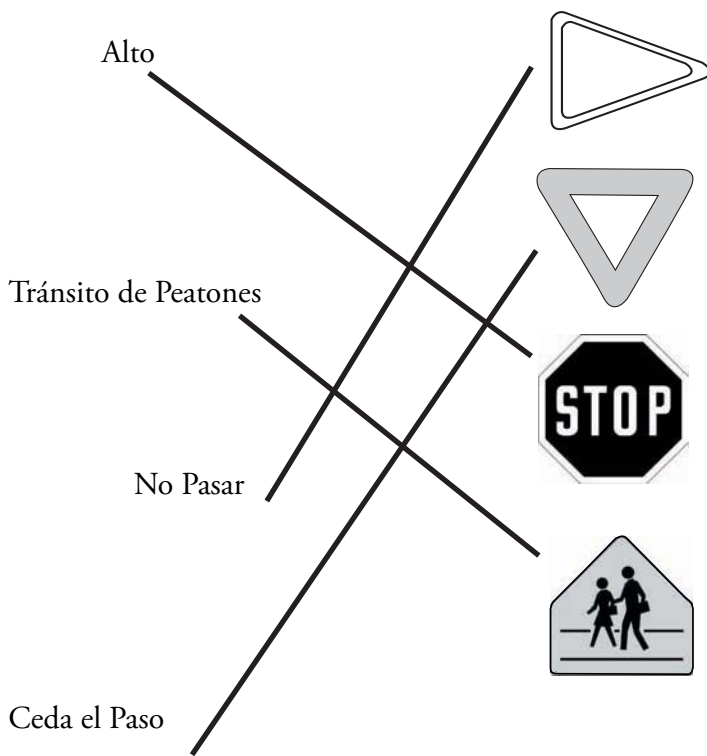 Alto
Tránsito de Peatones
STOP
No Pasar
Ceda el Paso